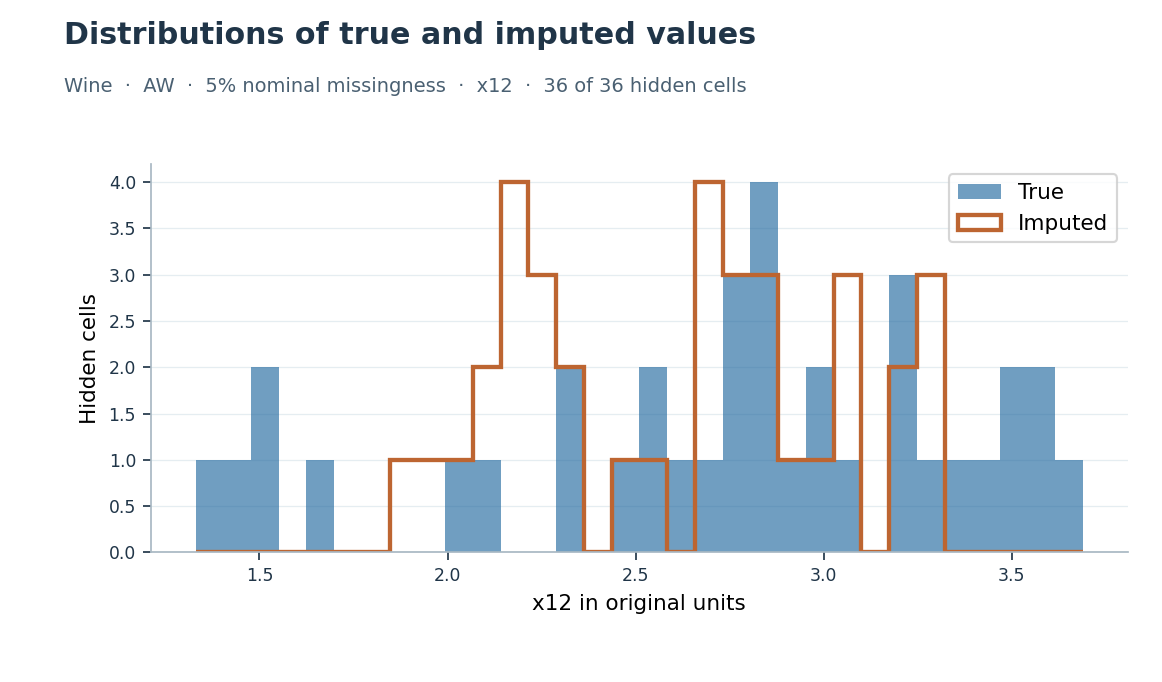 Distributions of true and imputed values
Wine · AW · 5% nominal missingness · x12 · 36 of 36 hidden cells
True
Imputed
Hidden cells
4.0
3.5
3.0
2.5
2.0
1.5
1.0
0.5
0.0
1.5 2.0 2.5 3.0 3.5
x12 in original units